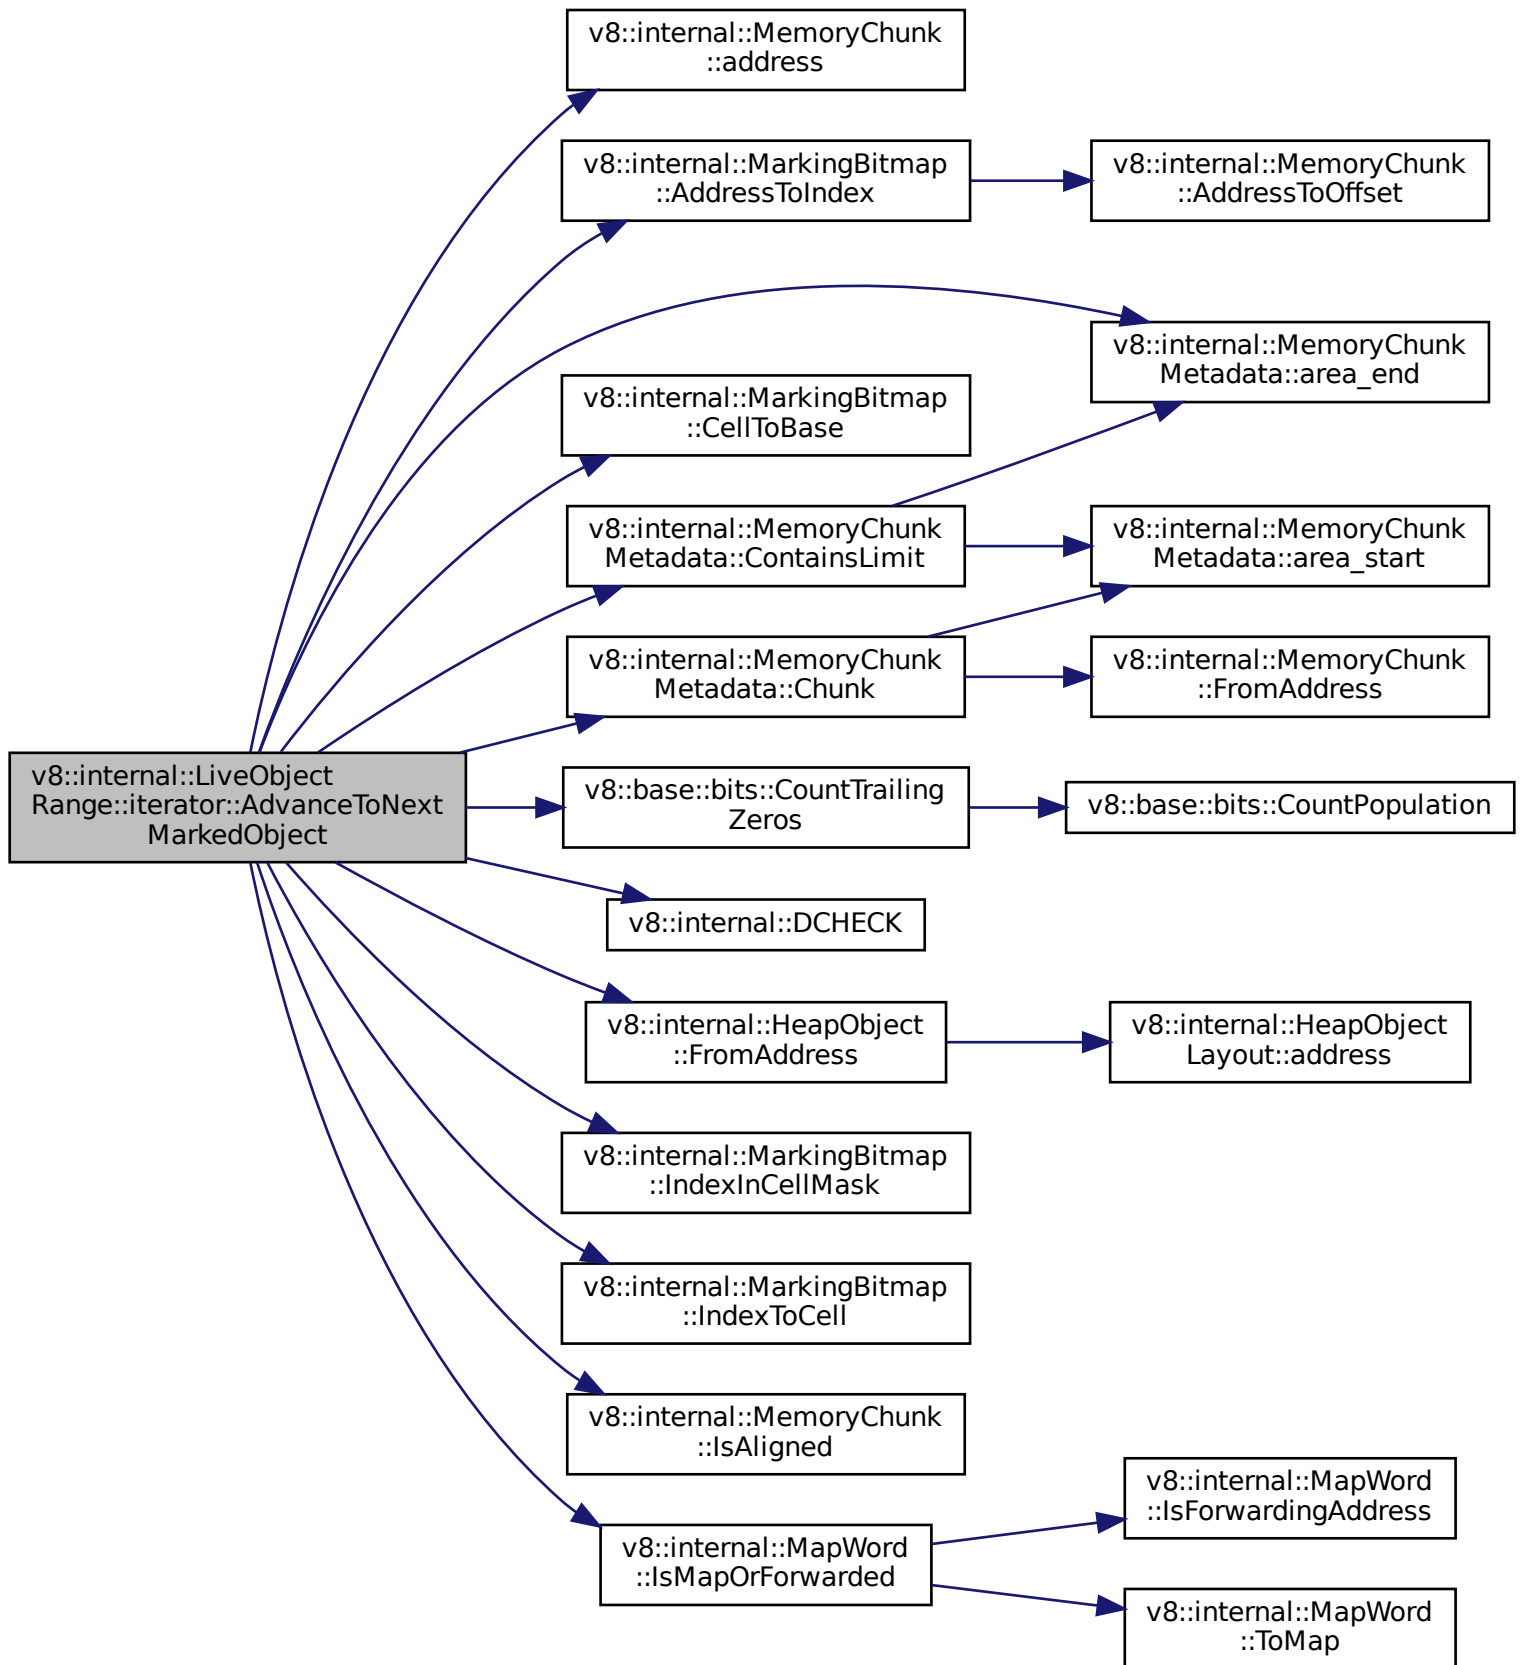 v8::internal::MemoryChunk
::address
v8::internal::MarkingBitmap
::AddressToIndex
v8::internal::MemoryChunk
::AddressToOffset
v8::internal::MemoryChunk
Metadata::area_end
v8::internal::MarkingBitmap
::CellToBase
v8::internal::MemoryChunk
Metadata::ContainsLimit
v8::internal::MemoryChunk
Metadata::area_start
v8::internal::MemoryChunk
Metadata::Chunk
v8::internal::MemoryChunk
::FromAddress
v8::internal::LiveObject
Range::iterator::AdvanceToNext
MarkedObject
v8::base::bits::CountTrailing
Zeros
v8::base::bits::CountPopulation
v8::internal::DCHECK
v8::internal::HeapObject
::FromAddress
v8::internal::HeapObject
Layout::address
v8::internal::MarkingBitmap
::IndexInCellMask
v8::internal::MarkingBitmap
::IndexToCell
v8::internal::MemoryChunk
::IsAligned
v8::internal::MapWord
::IsForwardingAddress
v8::internal::MapWord
::IsMapOrForwarded
v8::internal::MapWord
::ToMap